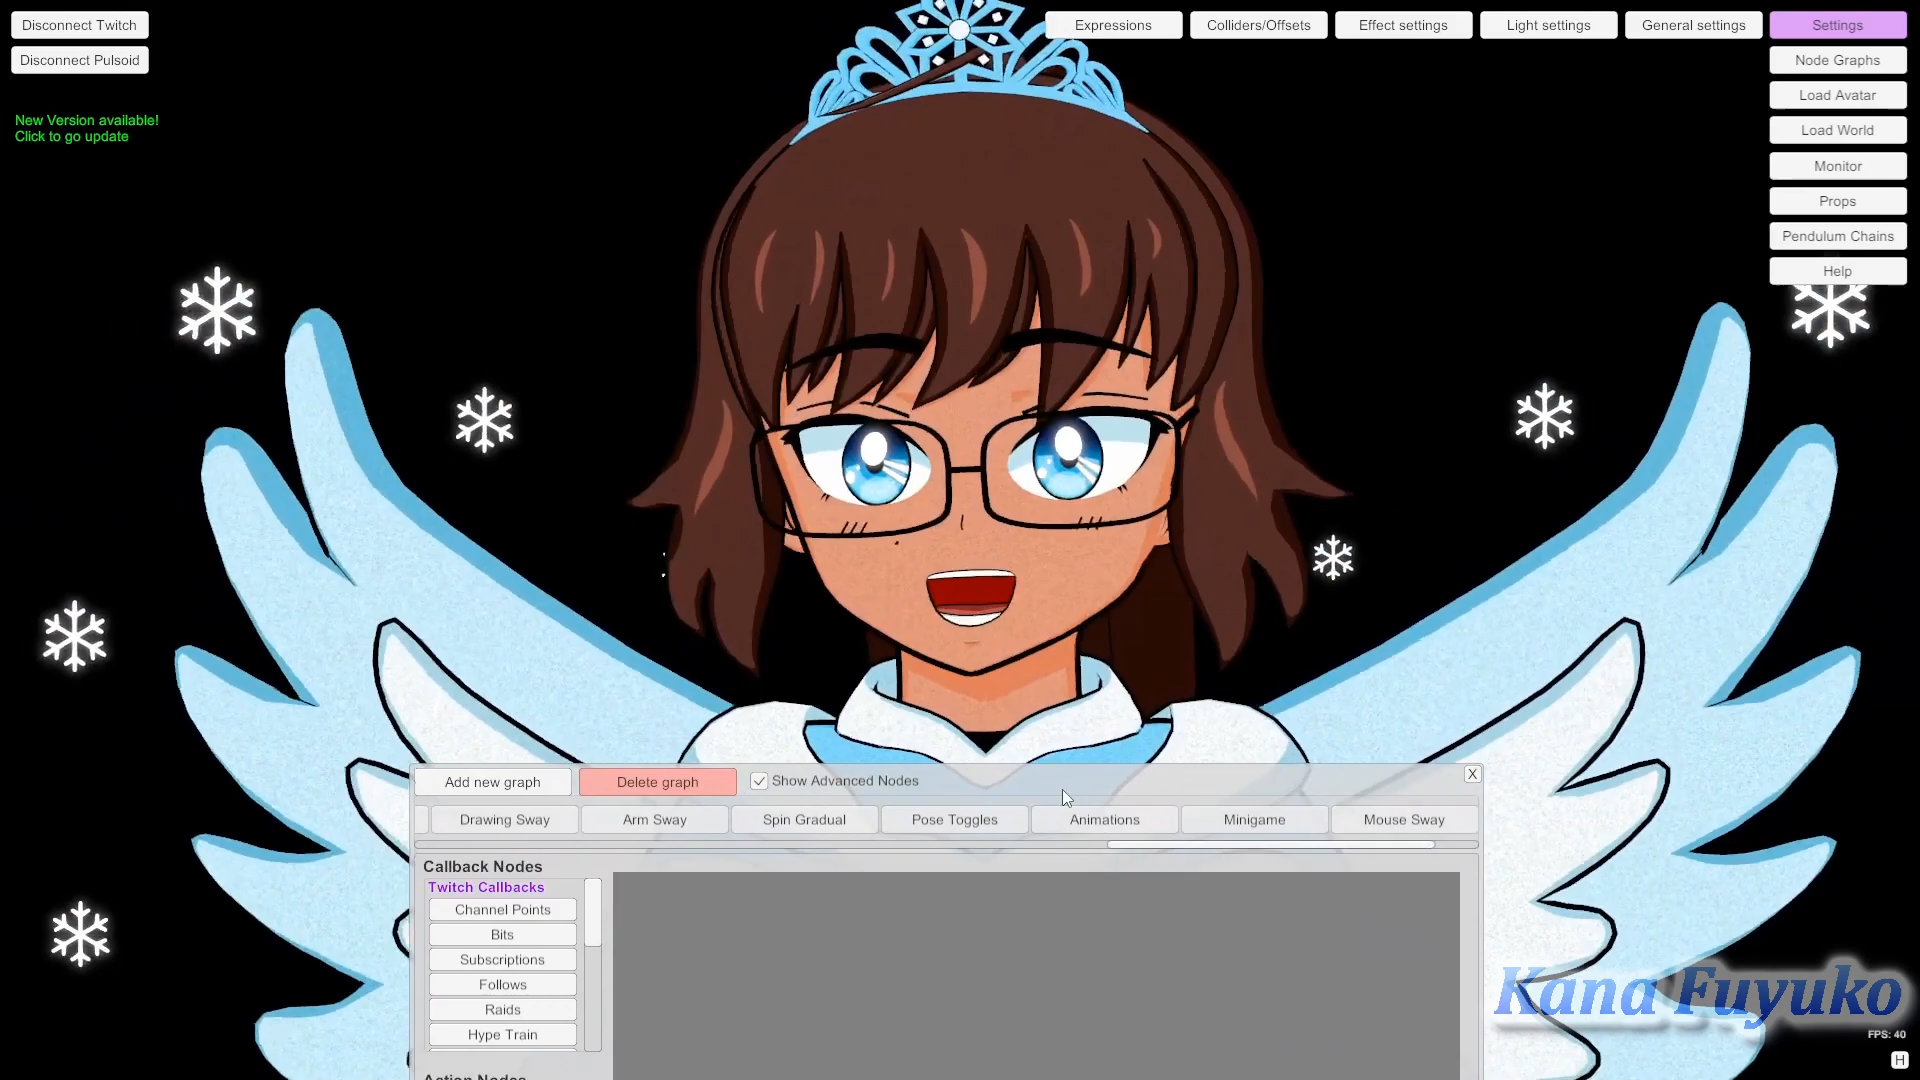 Disconnect Twitch
Disconnect Pulsoid
New Version available!
Click to go update
Expressions
Colliders/Offsets
Effect settings
Light settings
General settings
Settings
Node Graphs
Load Avatar
Load World
Monitor
Props
Pendulum Chains
Help
Add new graph
Delete graph
Show Advanced Nodes
X
Drawing Sway
Arm Sway
Spin Gradual
Pose Toggles
Animations
Minigame
Mouse Sway
Callback Nodes
Twitch Callbacks
Channel Points
Bits
Subscriptions
Follows
Raids
Hype Train
Action Nodes
Kana Fuyuko
FPS: 40
H